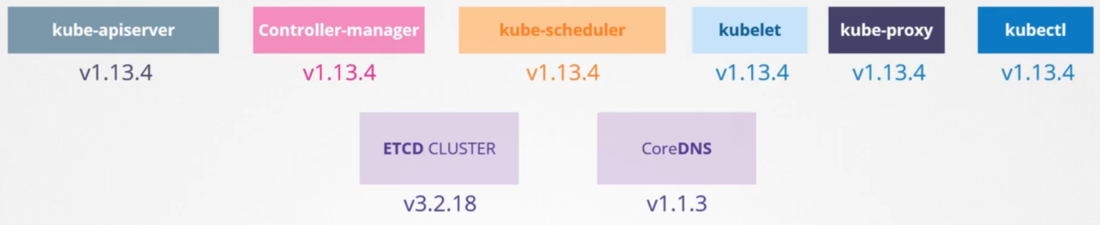 kube-apiserver Controller-manager kube-scheduler kubelet kube-proxy kubectl
v1.13.4 v1.13.4 v1.13.4 v1.13.4 v1.13.4 v1.13.4
ETCD CLUSTER CoreDNS
v3.2.18 v1.1.3